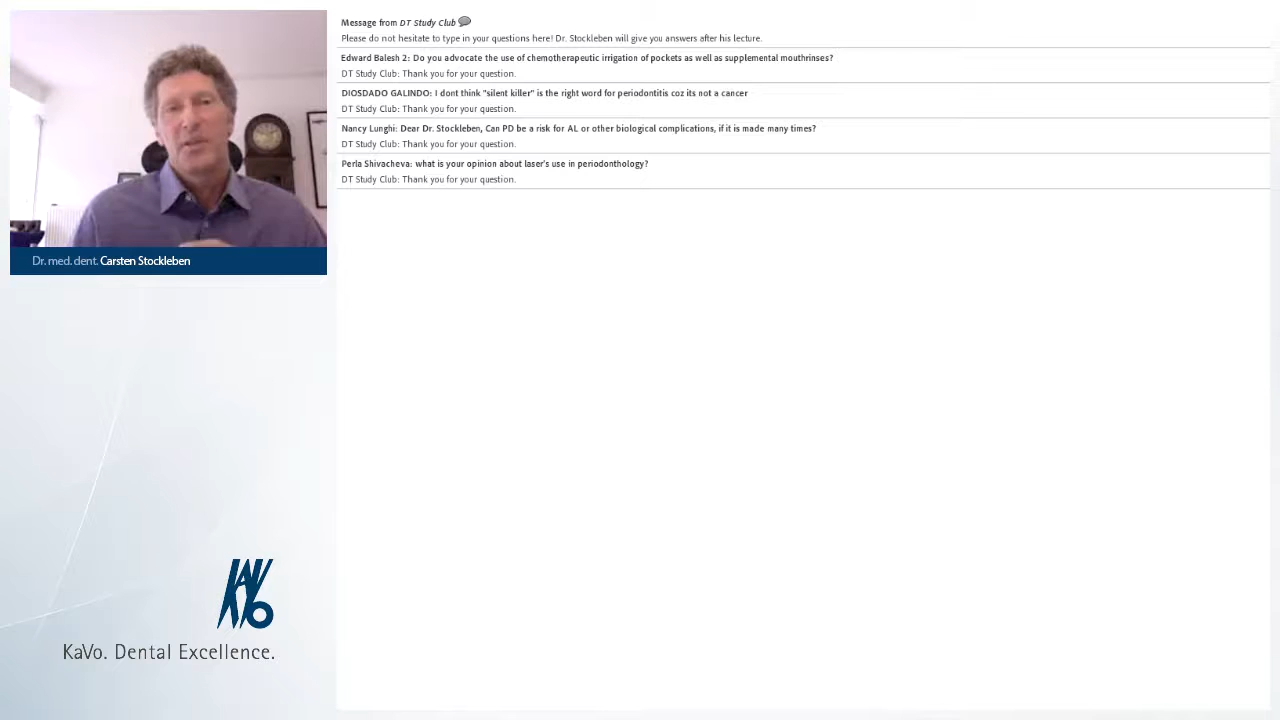 Message from DT Study Club
Please do not hesitate to type in your questions here! Dr. Stockleben will give you answers after his lecture.
Edward Balesh 2: Do you advocate the use of chemotherapeutic irrigation of pockets as well as supplemental mouthrinses?
DT Study Club: Thank you for your question.
DIOSDADO GALINDO: I dont think "silent killer" is the right word for periodontitis coz its not a cancer
DT Study Club: Thank you for your question.
Nancy Lunghi: Dear Dr. Stockleben, Can PD be a risk for AL or other biological complications, if it is made many times?
DT Study Club: Thank you for your question.
Perla Shivacheva: what is your opinion about laser's use in periodonthology?
DT Study Club: Thank you for your question.
Dr. med. dent. Carsten Stockleben
KaVo
KaVo. Dental Excellence.